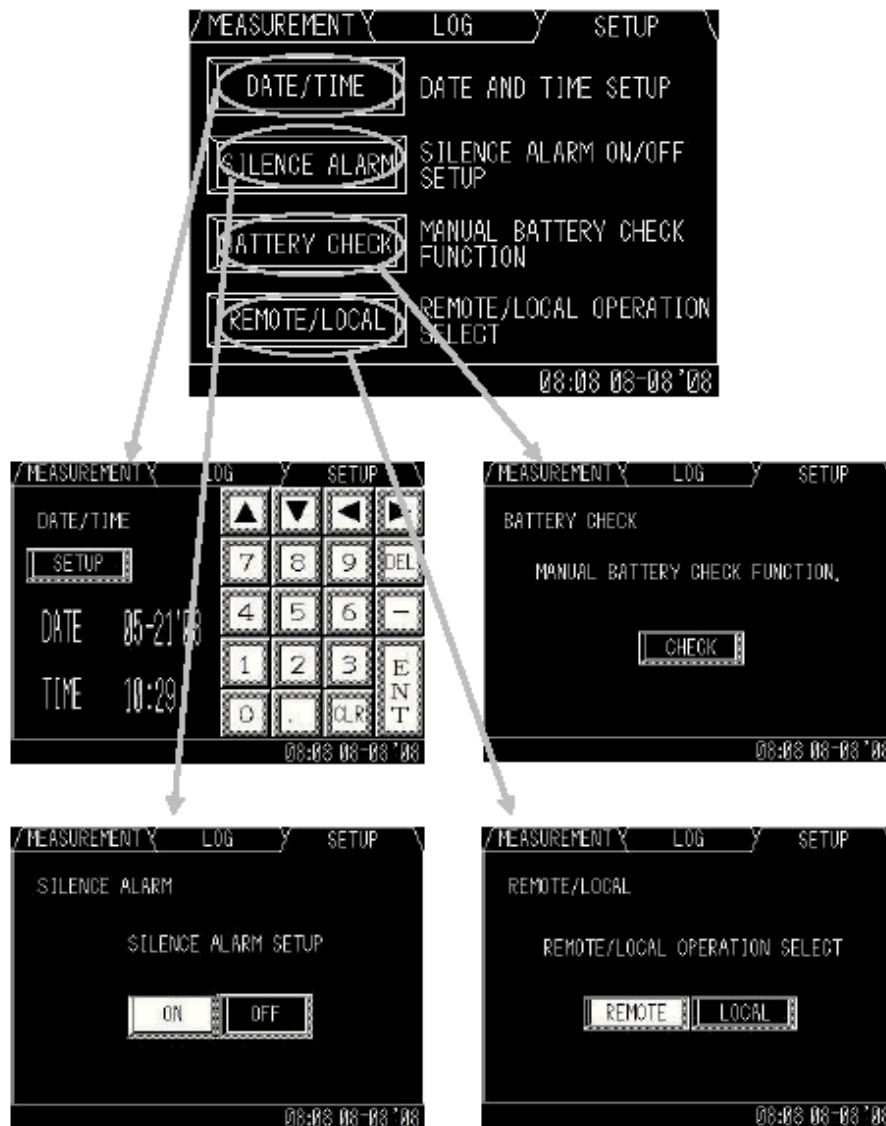 MEASUREMENT LOG SETUP
DATE/TIME DATE AND TIME SETUP
SILENCE ALARM SILENCE ALARM ON/OFF
SETUP
BATTERY CHECK MANUAL BATTERY CHECK
FUNCTION
REMOTE/LOCAL REMOTE/LOCAL OPERATION
SELECT
08:08 08-08'08
MEASUREMENT LOG SETUP
DATE/TIME
SETUP
DATE 05-21'08
TIME 10:29
▲ ▼ ◀ ▶
7 8 9 DEL
4 5 6 -
1 2 3 ENT
0 . CLR
08:08 08-08'08
MEASUREMENT LOG SETUP
BATTERY CHECK
MANUAL BATTERY CHECK FUNCTION.
CHECK
08:08 08-08'08
MEASUREMENT LOG SETUP
SILENCE ALARM
SILENCE ALARM SETUP
ON OFF
08:08 08-08'08
MEASUREMENT LOG SETUP
REMOTE/LOCAL
REMOTE/LOCAL OPERATION SELECT
REMOTE LOCAL
08:08 08-08'08